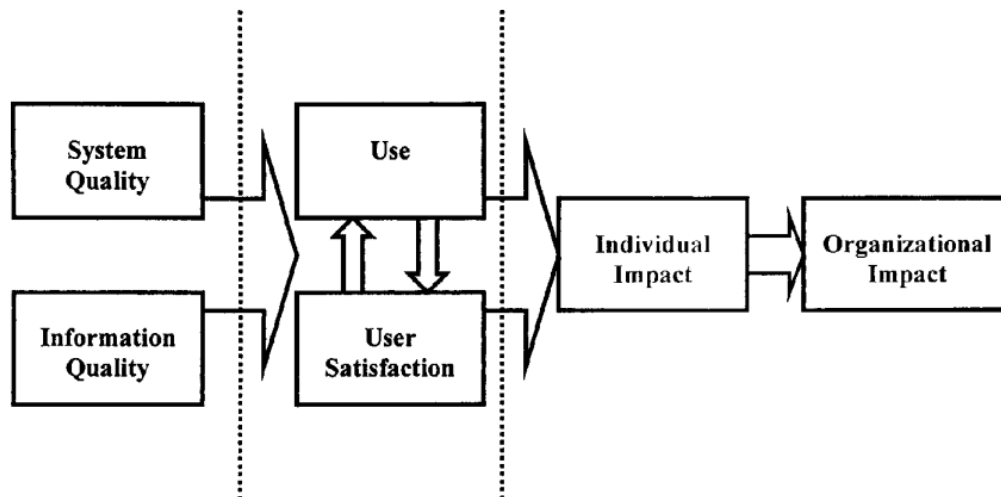 System
Quality
Use
Individual
Impact
Organizational
Impact
Information
Quality
User
Satisfaction